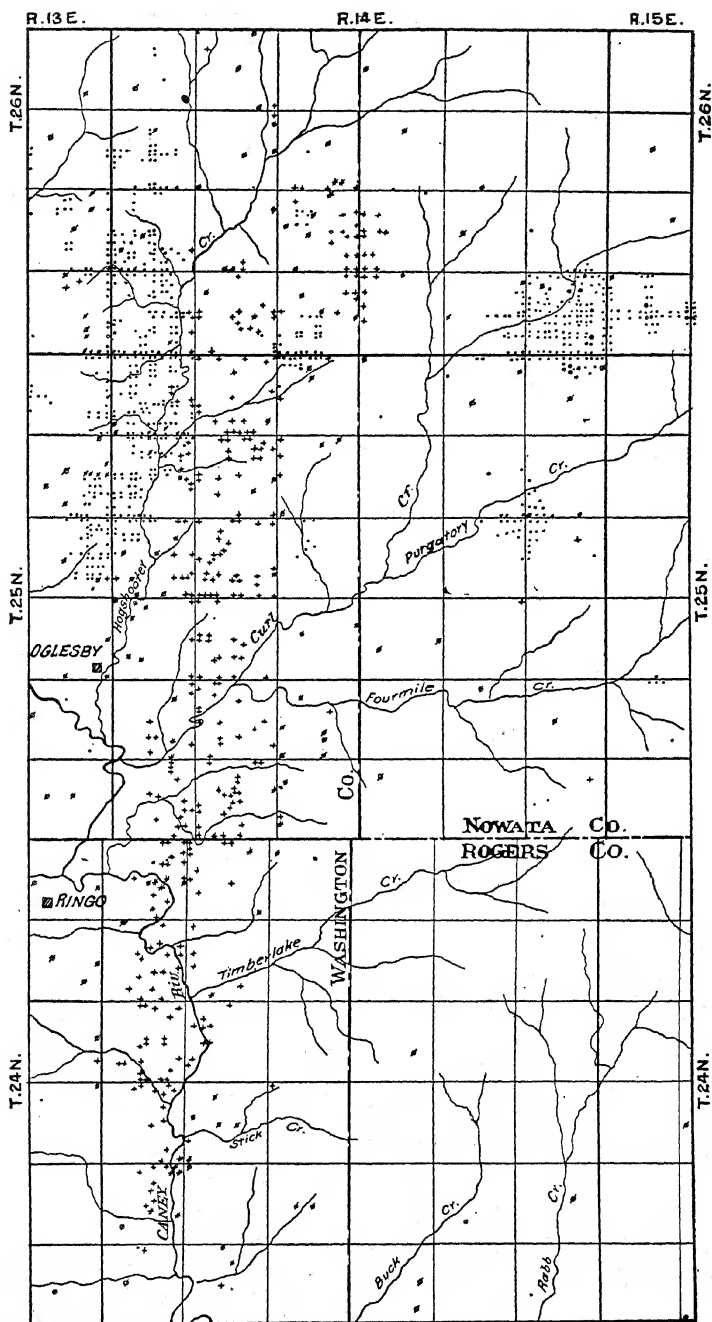 R.13E. R.14E. R.15E.
T.26N. T.26N.
Cr.
Cr.
Cr.
Purgatory
Hogshooter
T.25N. T.25N.
Curl
OGLESBY
Fourmile Cr.
Co.
NOWATA Co.
ROGERS Co.
Cr.
RINGO
WASHINGTON
Timberlake
Riv.
T.24N. T.24N.
Stick Cr.
CANEY
Cr.
Cr.
Buck
Rabb